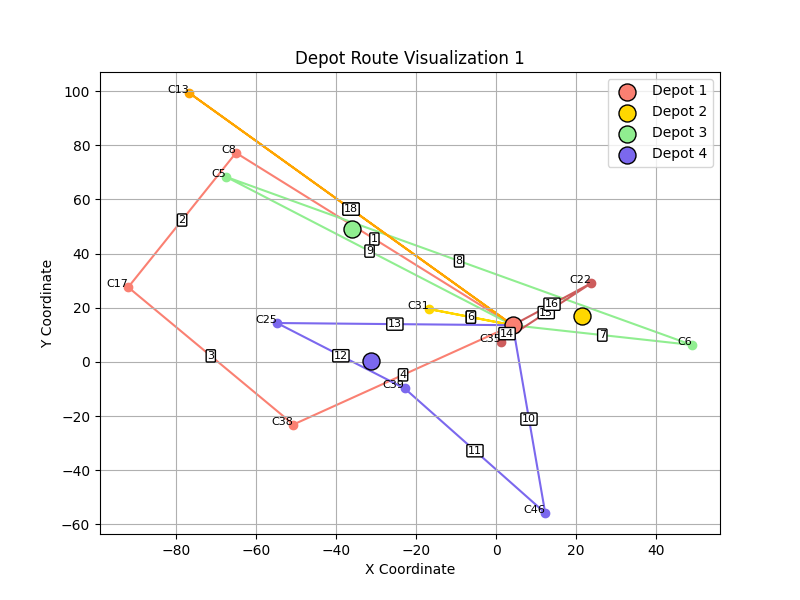 Depot Route Visualization 1
Depot 1
Depot 2
Depot 3
Depot 4
Y Coordinate
100
80
60
40
20
0
−20
−40
−60
C13
C8
C5
18
2
1
9
8
C17
C22
C31
16
15
6
C25
13
14
C35
7
C6
3
12
4
C39
10
C38
11
C46
−80
−60
−40
−20
0
20
40
X Coordinate